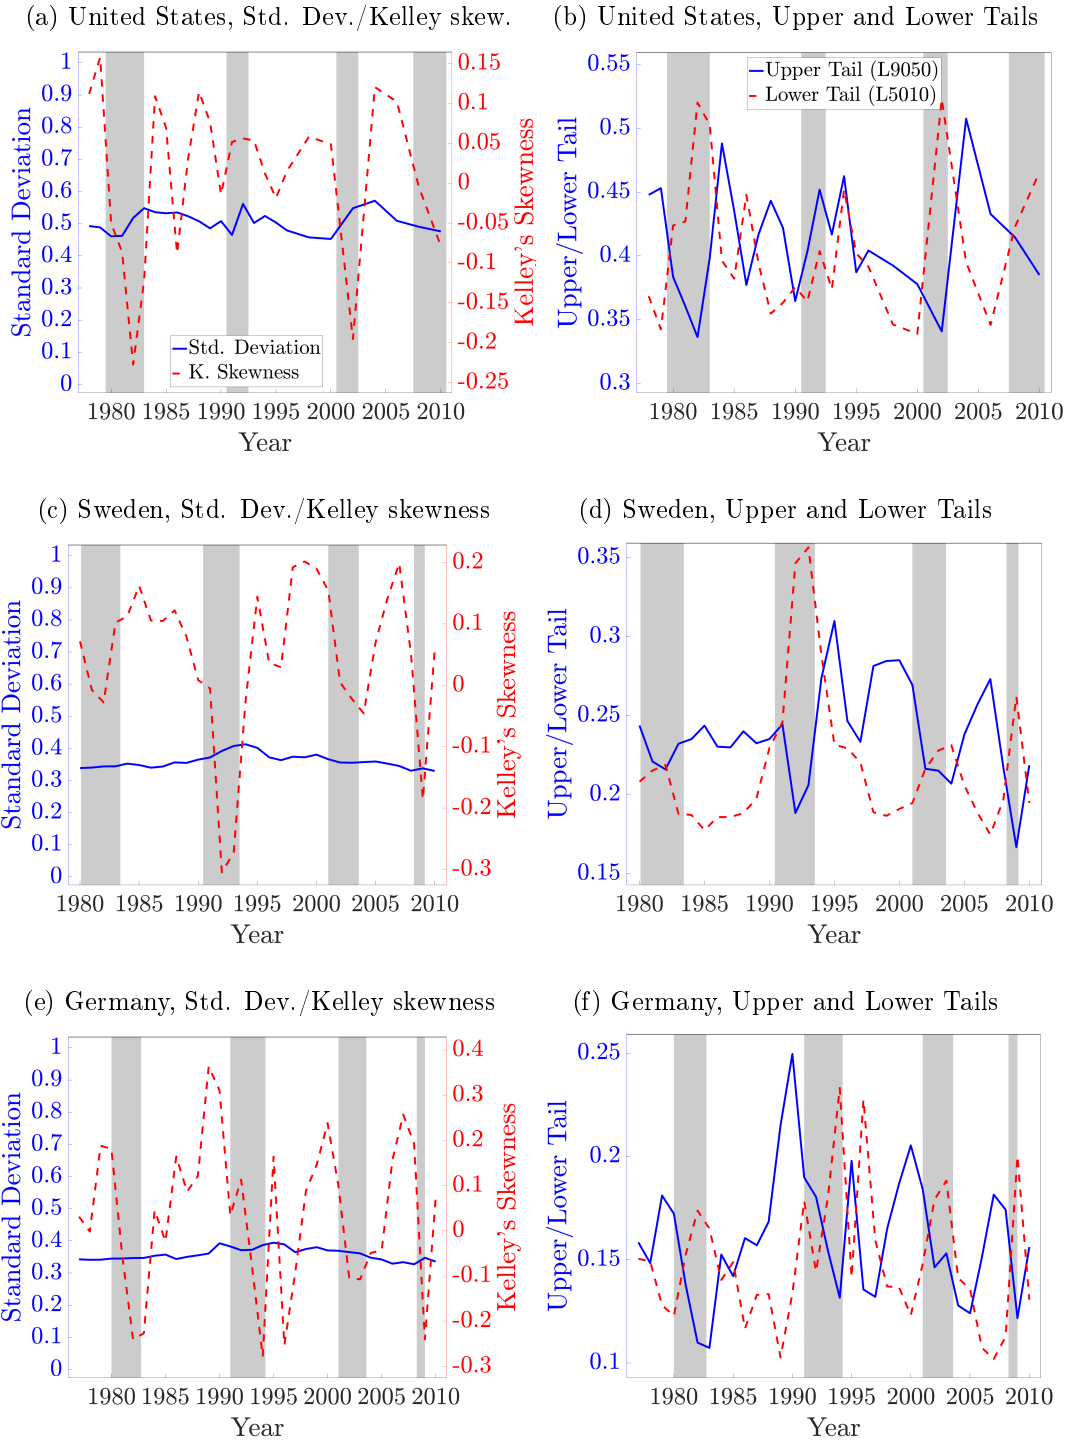 (a) United States, Std. Dev./Kelley skew.
1
0.9
0.8
0.7
0.6
0.5
0.4
0.3
0.2
0.1
0
Standard Deviation
0.15
0.1
0.05
0
-0.05
-0.1
-0.15
-0.2
-0.25
Kelley's Skewness
Std. Deviation
K. Skewness
1980 1985 1990 1995 2000 2005 2010
Year
(b) United States, Upper and Lower Tails
0.55
0.5
0.45
0.4
0.35
0.3
Upper/Lower Tail
Upper Tail (L9050)
Lower Tail (L5010)
1980 1985 1990 1995 2000 2005 2010
Year
(c) Sweden, Std. Dev./Kelley skewness
1
0.9
0.8
0.7
0.6
0.5
0.4
0.3
0.2
0.1
0
Standard Deviation
0.2
0.1
0
-0.1
-0.2
-0.3
Kelley's Skewness
1980 1985 1990 1995 2000 2005 2010
Year
(d) Sweden, Upper and Lower Tails
0.35
0.3
0.25
0.2
0.15
Upper/Lower Tail
1980 1985 1990 1995 2000 2005 2010
Year
(e) Germany, Std. Dev./Kelley skewness
1
0.9
0.8
0.7
0.6
0.5
0.4
0.3
0.2
0.1
0
Standard Deviation
0.4
0.3
0.2
0.1
0
-0.1
-0.2
-0.3
Kelley's Skewness
1980 1985 1990 1995 2000 2005 2010
Year
(f) Germany, Upper and Lower Tails
0.25
0.2
0.15
0.1
Upper/Lower Tail
1980 1985 1990 1995 2000 2005 2010
Year